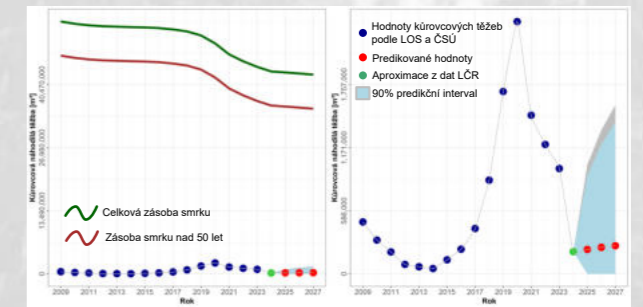 Kůrovcová nahodilá těžba [m³]
40,470,000
26,980,000
13,490,000
0
Celková zásoba smrku
Zásoba smrku nad 50 let
2009 2011 2013 2015 2017 2019 2021 2023 2025 2027
Rok
Kůrovcová nahodilá těžba [m³]
1,757,000
1,171,000
586,000
0
Hodnoty kůrovcových těžeb
podle LOS a ČSÚ
Predikované hodnoty
Aproximace z dat LČR
90% predikční interval
2009 2011 2013 2015 2017 2019 2021 2023 2025 2027
Rok